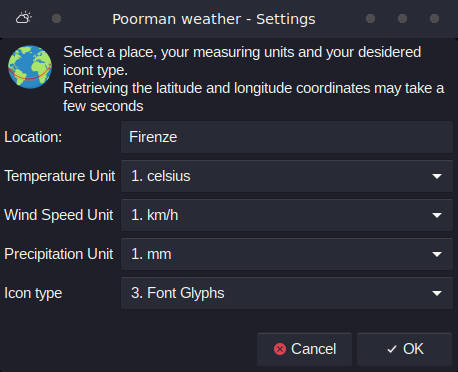 Poorman weather - Settings
Select a place, your measuring units and your desidered
icont type.
Retrieving the latitude and longitude coordinates may take a
few seconds
Location: Firenze
Temperature Unit 1. celsius
Wind Speed Unit 1. km/h
Precipitation Unit 1. mm
Icon type 3. Font Glyphs
Cancel OK